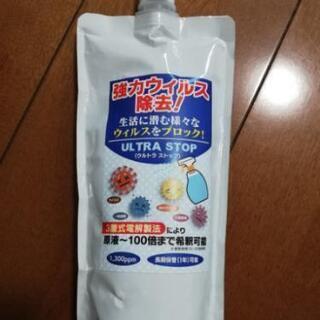 強力ウイルス
除去!
生活に潜む様々な
ウィルスをブロック!
ULTRA STOP
(ウルトラ ストップ)
3層式電解製法により
原液〜100倍まで希釈可能
1,300ppm
長期保管(1年)可能